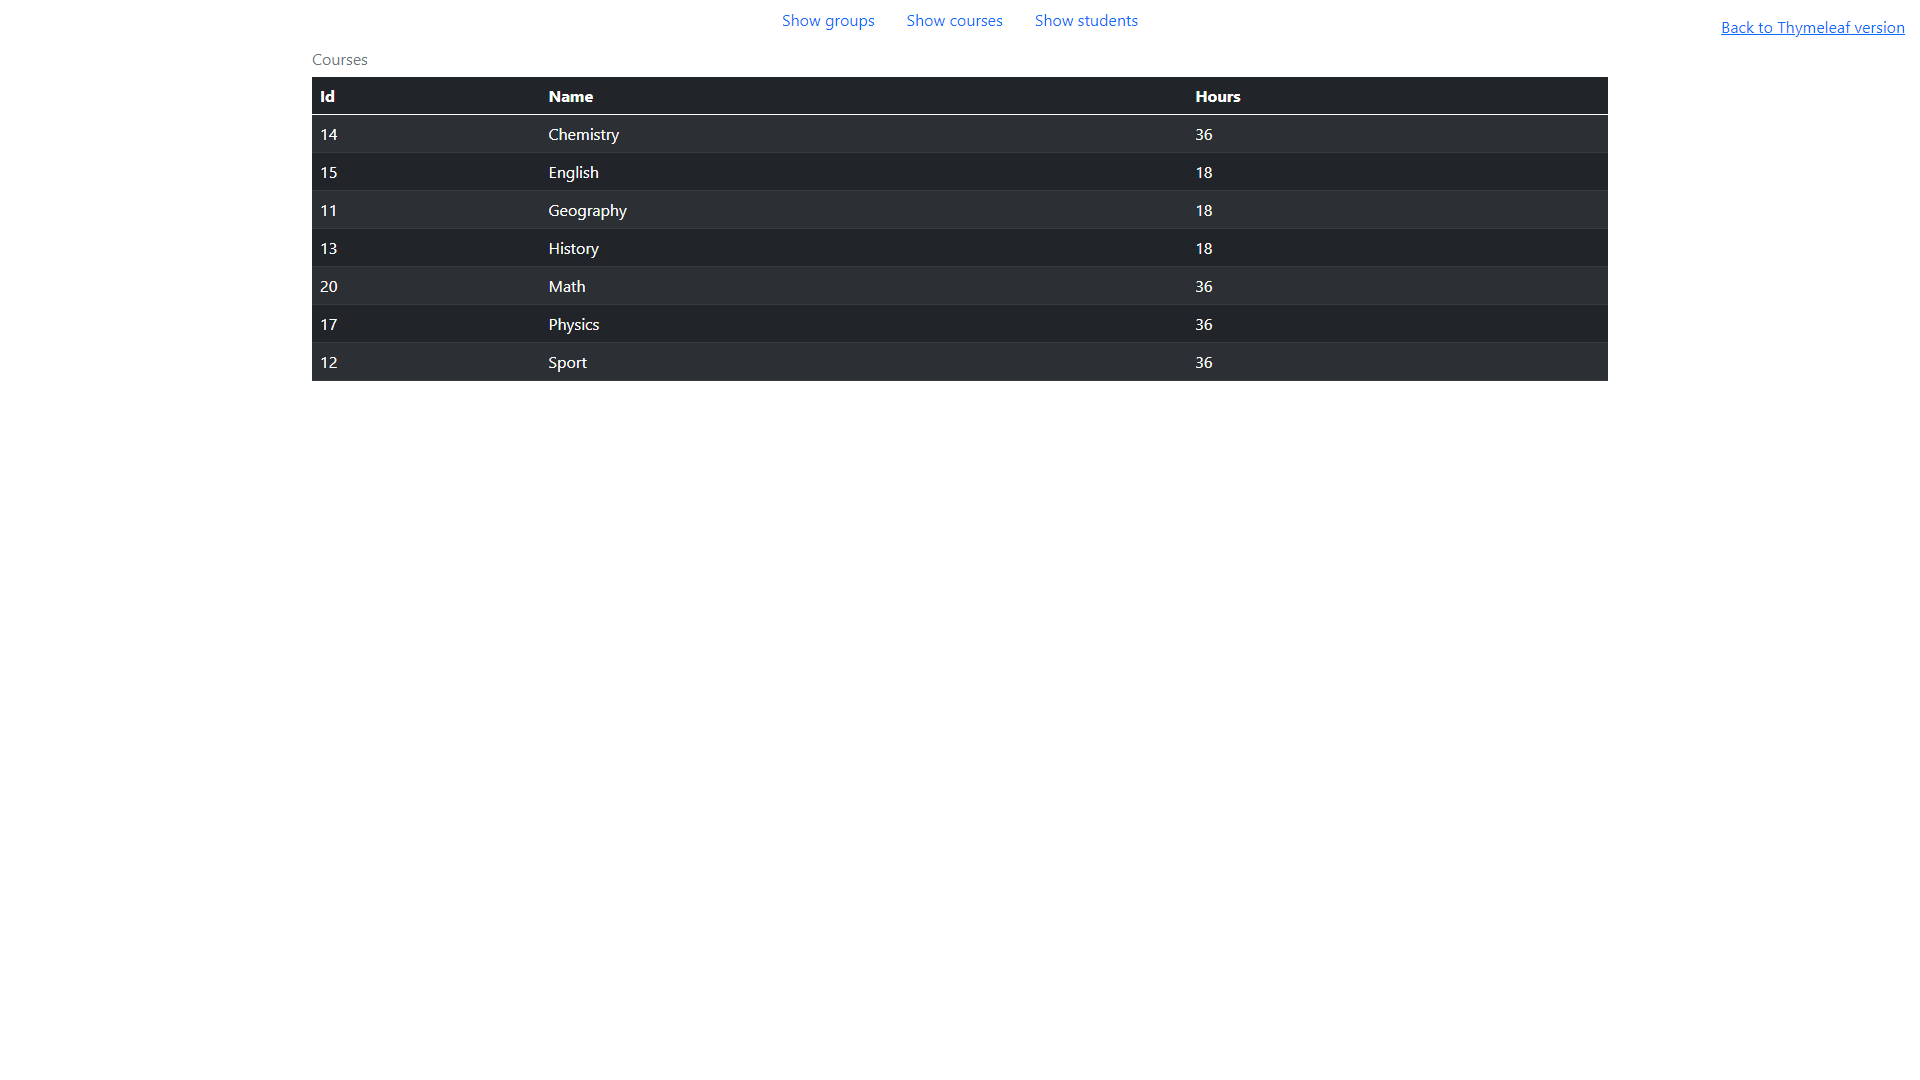 Show groups Show courses Show students
Back to Thymeleaf version
Courses
Id Name Hours
14 Chemistry 36
15 English 18
11 Geography 18
13 History 18
20 Math 36
17 Physics 36
12 Sport 36